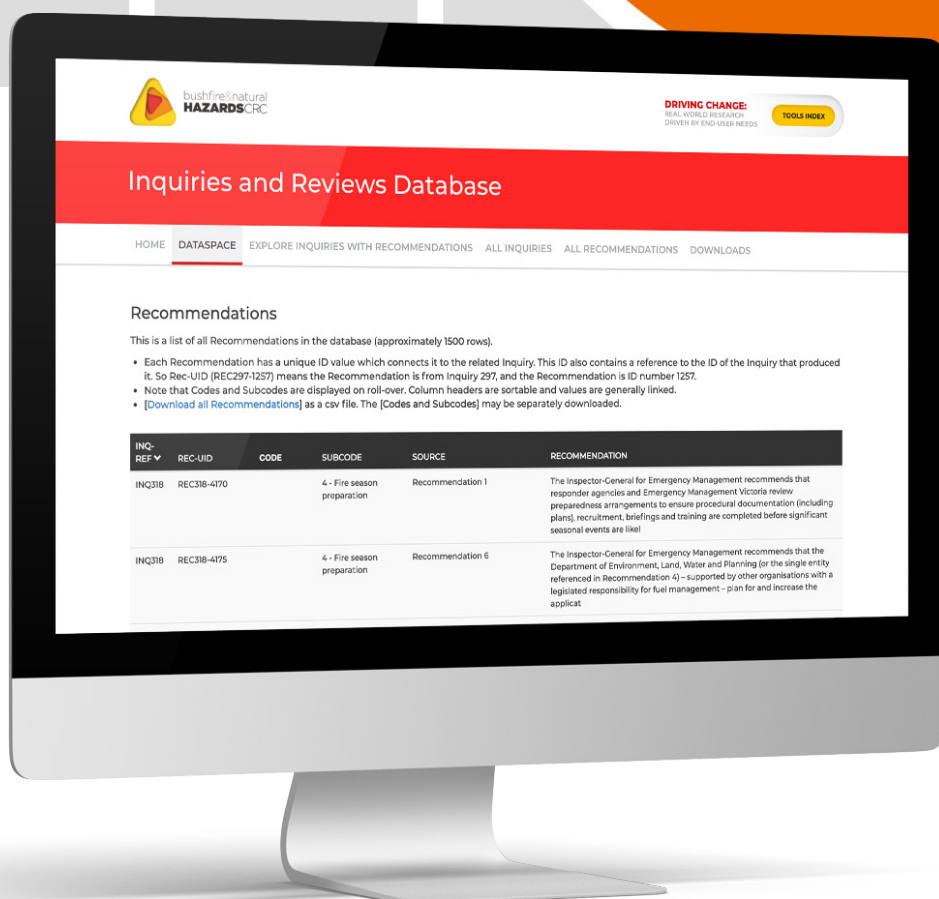 bushfire&natural
HAZARDSCRC
DRIVING CHANGE:
REAL WORLD RESEARCH
DRIVEN BY END-USER NEEDS
TOOLS INDEX
Inquiries and Reviews Database
HOME DATASPACE EXPLORE INQUIRIES WITH RECOMMENDATIONS ALL INQUIRIES ALL RECOMMENDATIONS DOWNLOADS
Recommendations
This is a list of all Recommendations in the database (approximately 1500 rows).
• Each Recommendation has a unique ID value which connects it to the related Inquiry. This ID also contains a reference to the ID of the Inquiry that produced
it. So Rec-UID (REC297-1257) means the Recommendation is from Inquiry 297, and the Recommendation is ID number 1257.
• Note that Codes and Subcodes are displayed on roll-over. Column headers are sortable and values are generally linked.
• [Download all Recommendations] as a csv file. The [Codes and Subcodes] may be separately downloaded.
INQ-
REF REC-UID CODE SUBCODE SOURCE RECOMMENDATION
INQ318 REC318-4170 4 - Fire season Recommendation 1 The Inspector-General for Emergency Management recommends that
preparation responder agencies and Emergency Management Victoria review
preparedness arrangements to ensure procedural documentation (including
plans), recruitment, briefings and training are completed before significant
seasonal events are likel
INQ318 REC318-4175 4 - Fire season Recommendation 6 The Inspector-General for Emergency Management recommends that the
preparation Department of Environment, Land, Water and Planning (or the single entity
referenced in Recommendation 4) – supported by other organisations with a
legislated responsibility for fuel management – plan for and increase the
applicat